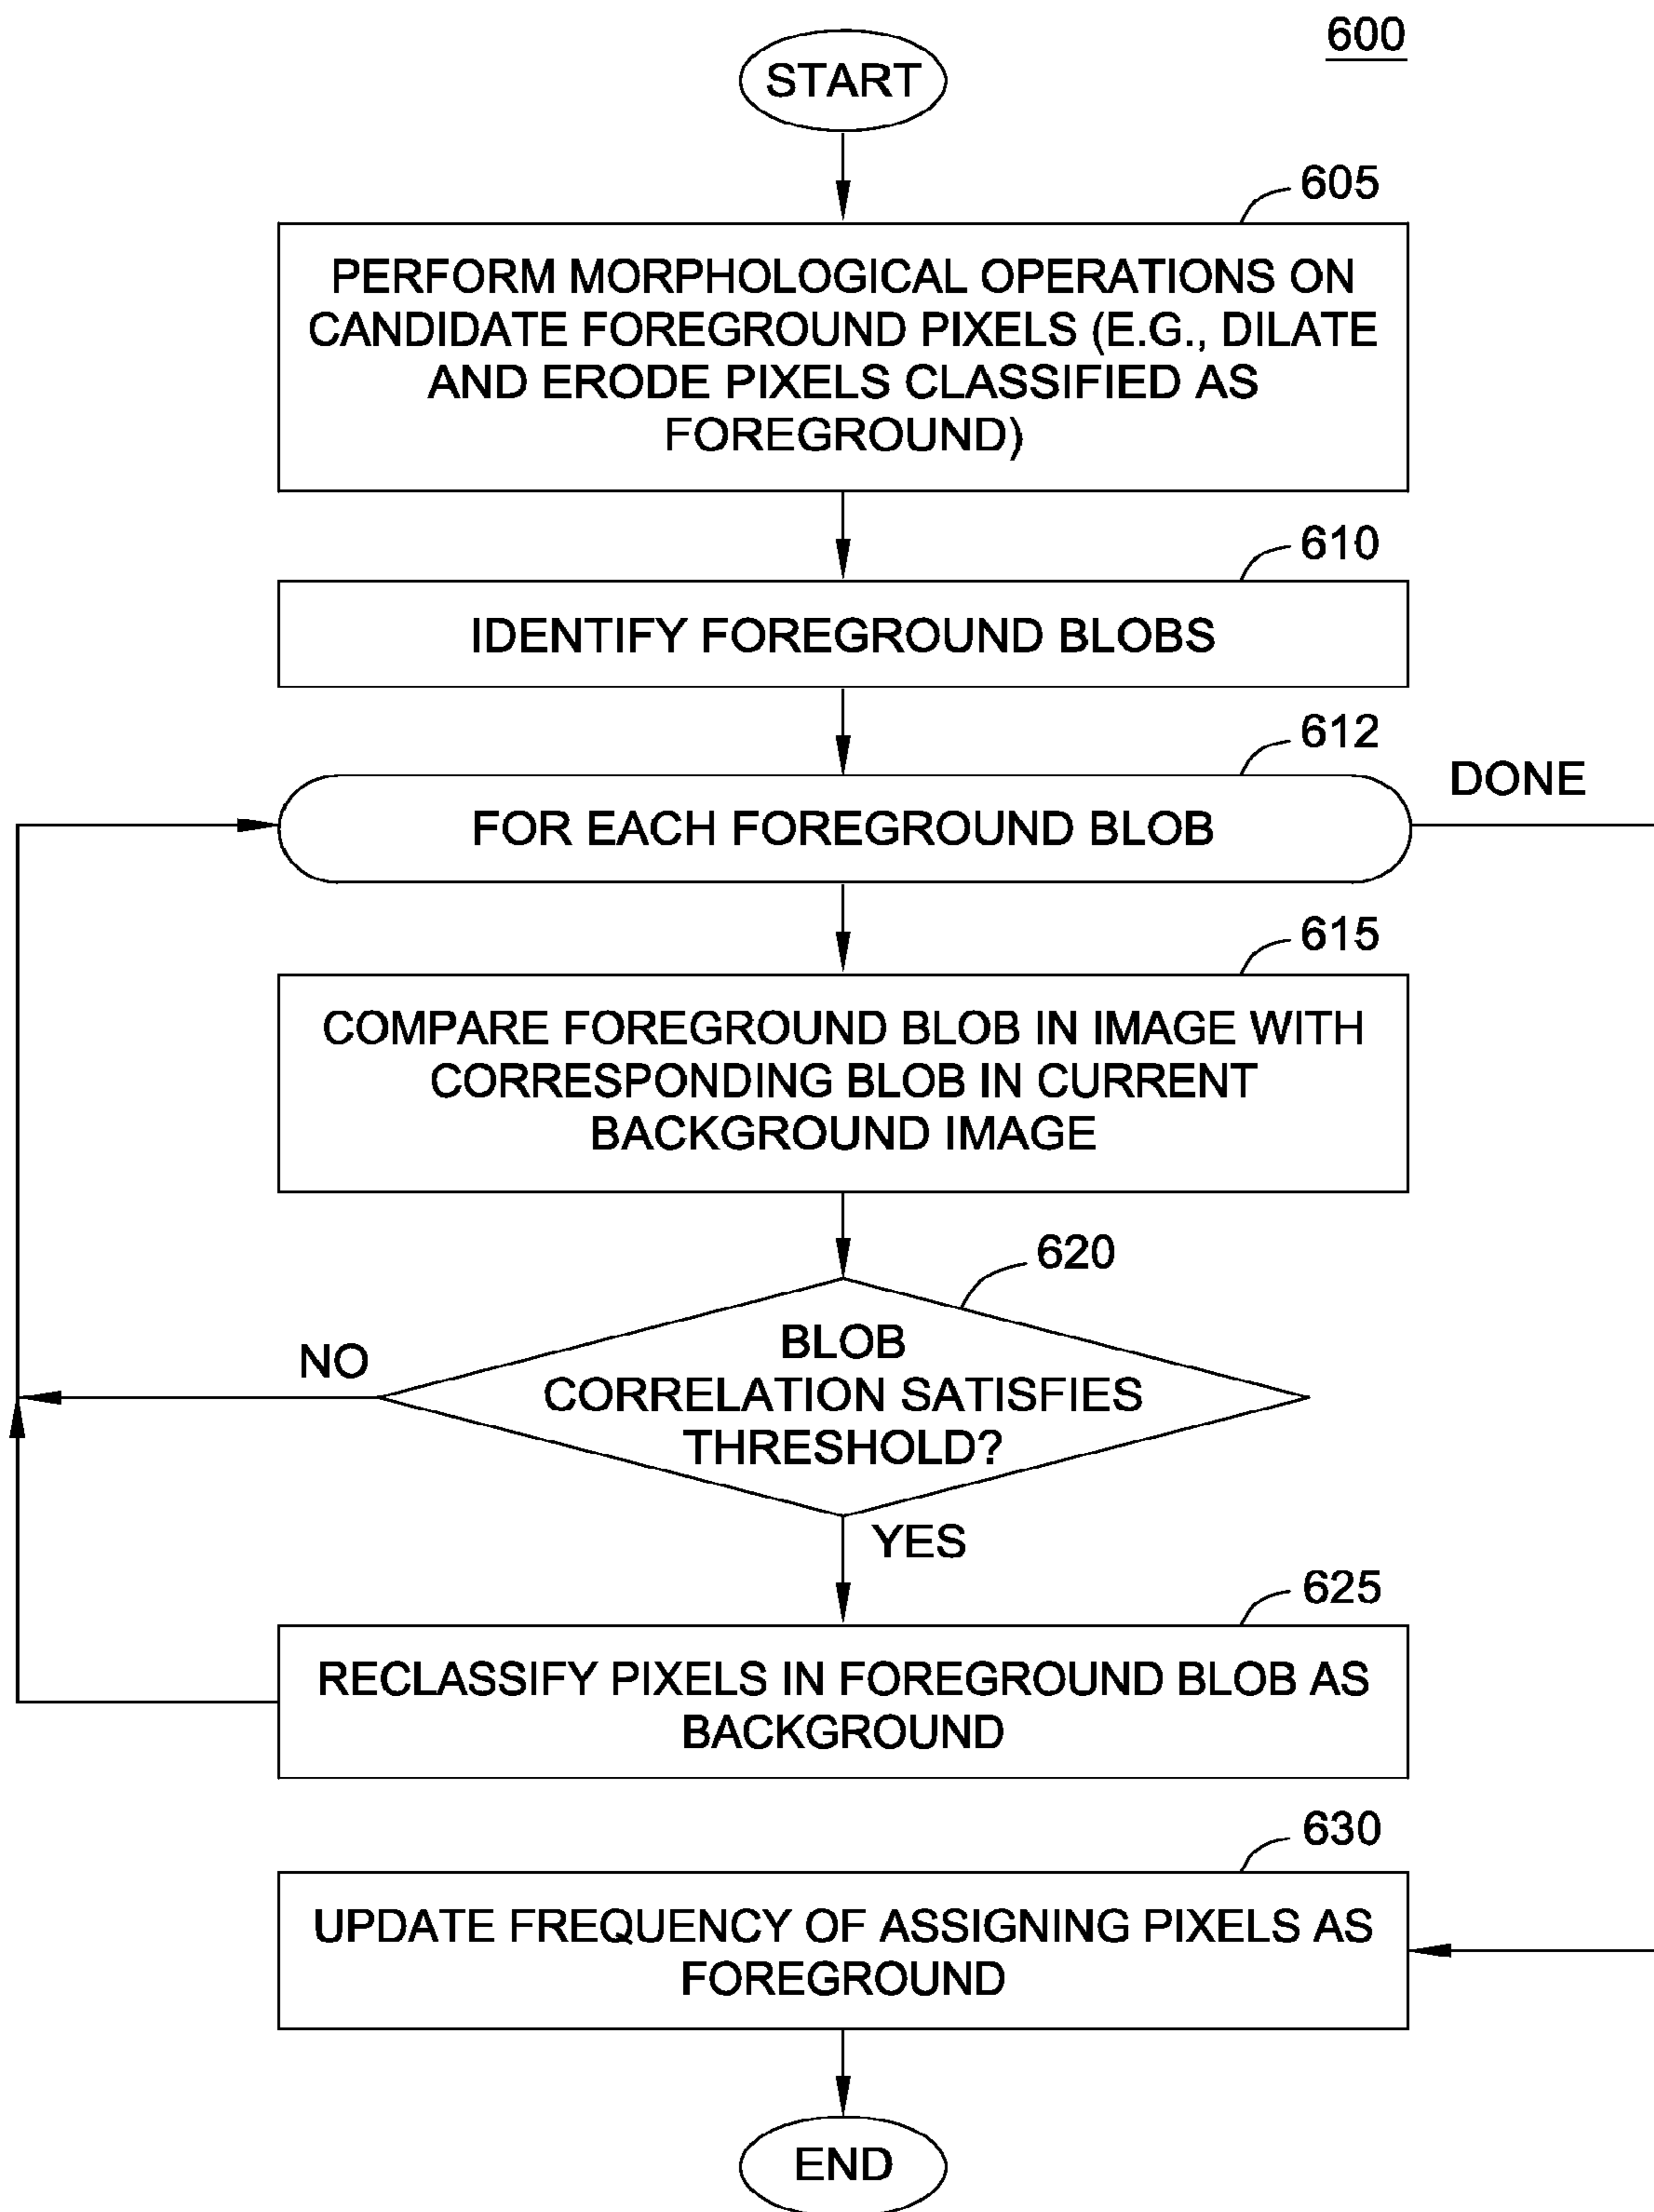 600
START
605
PERFORM MORPHOLOGICAL OPERATIONS ON
CANDIDATE FOREGROUND PIXELS (E.G., DILATE
AND ERODE PIXELS CLASSIFIED AS
FOREGROUND)
610
IDENTIFY FOREGROUND BLOBS
612
DONE
FOR EACH FOREGROUND BLOB
615
COMPARE FOREGROUND BLOB IN IMAGE WITH
CORRESPONDING BLOB IN CURRENT
BACKGROUND IMAGE
620
BLOB
CORRELATION SATISFIES
THRESHOLD?
NO
YES
625
RECLASSIFY PIXELS IN FOREGROUND BLOB AS
BACKGROUND
630
UPDATE FREQUENCY OF ASSIGNING PIXELS AS
FOREGROUND
END